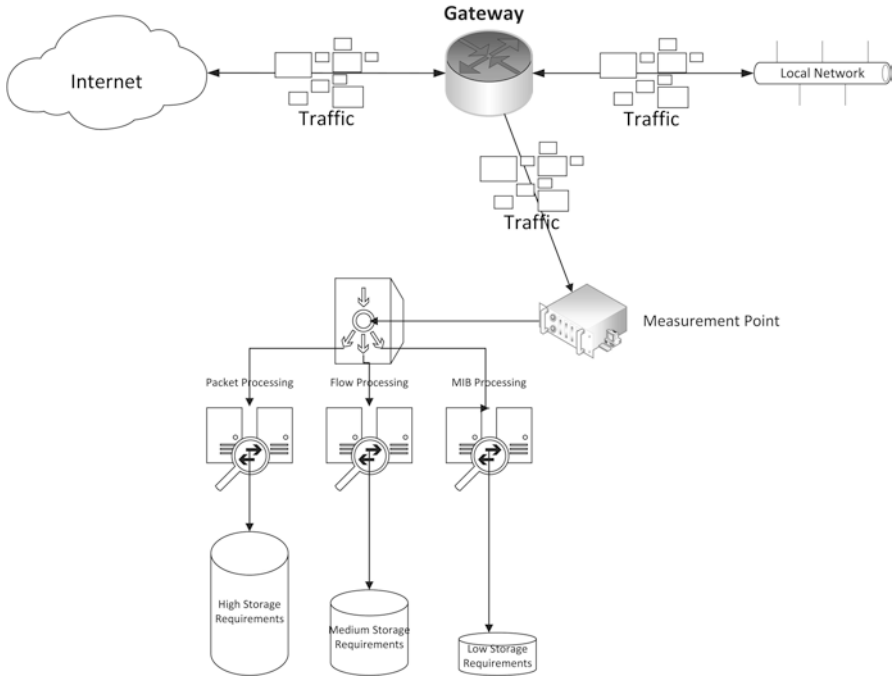 Gateway
Internet
Local Network
Traffic
Traffic
Traffic
Measurement Point
Packet Processing
Flow Processing
MIB Processing
High Storage
Requirements
Medium Storage
Requirements
Low Storage
Requirements